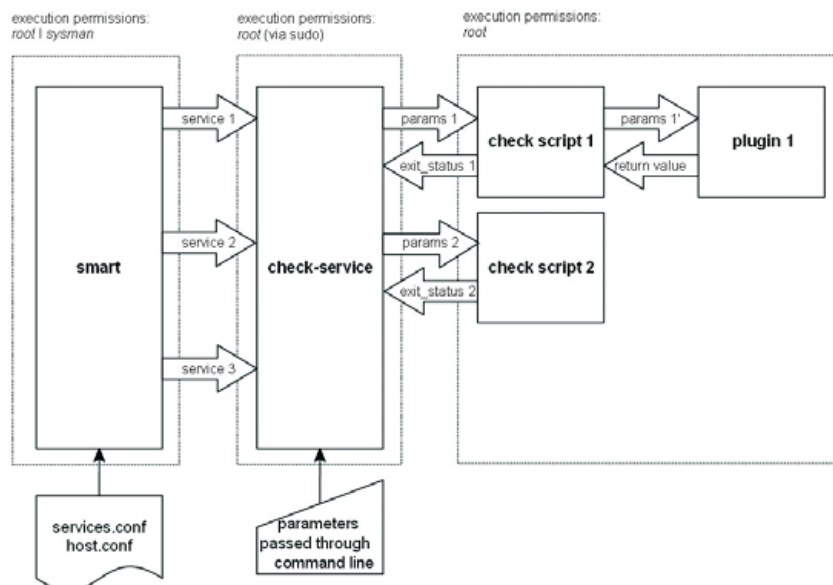 execution permissions:
root | sysman
execution permissions:
root (via sudo)
execution permissions:
root
service 1
params 1
check script 1
params 1'
plugin 1
exit_status 1
return value
smart
service 2
check-service
params 2
check script 2
exit_status 2
service 3
services.conf
host.conf
parameters
passed through
command line